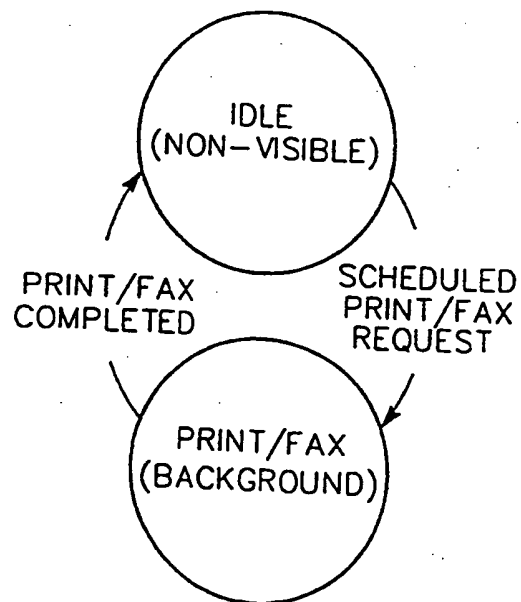 IDLE
(NON-VISIBLE)
PRINT/FAX
COMPLETED
SCHEDULED
PRINT/FAX
REQUEST
PRINT/FAX
(BACKGROUND)